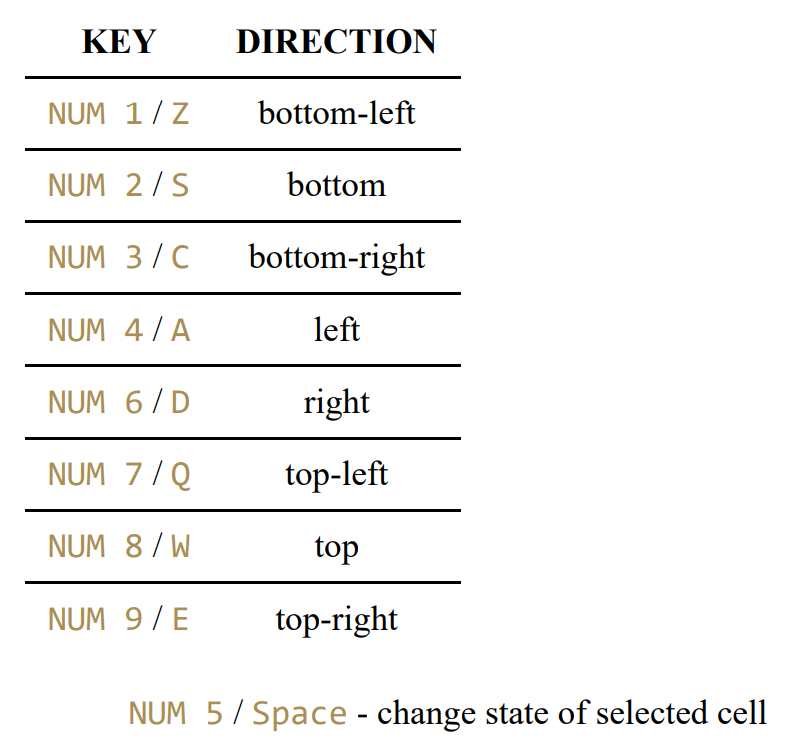 KEY DIRECTION
NUM 1 / Z bottom-left
NUM 2 / S bottom
NUM 3 / C bottom-right
NUM 4 / A left
NUM 6 / D right
NUM 7 / Q top-left
NUM 8 / W top
NUM 9 / E top-right
NUM 5 / Space - change state of selected cell